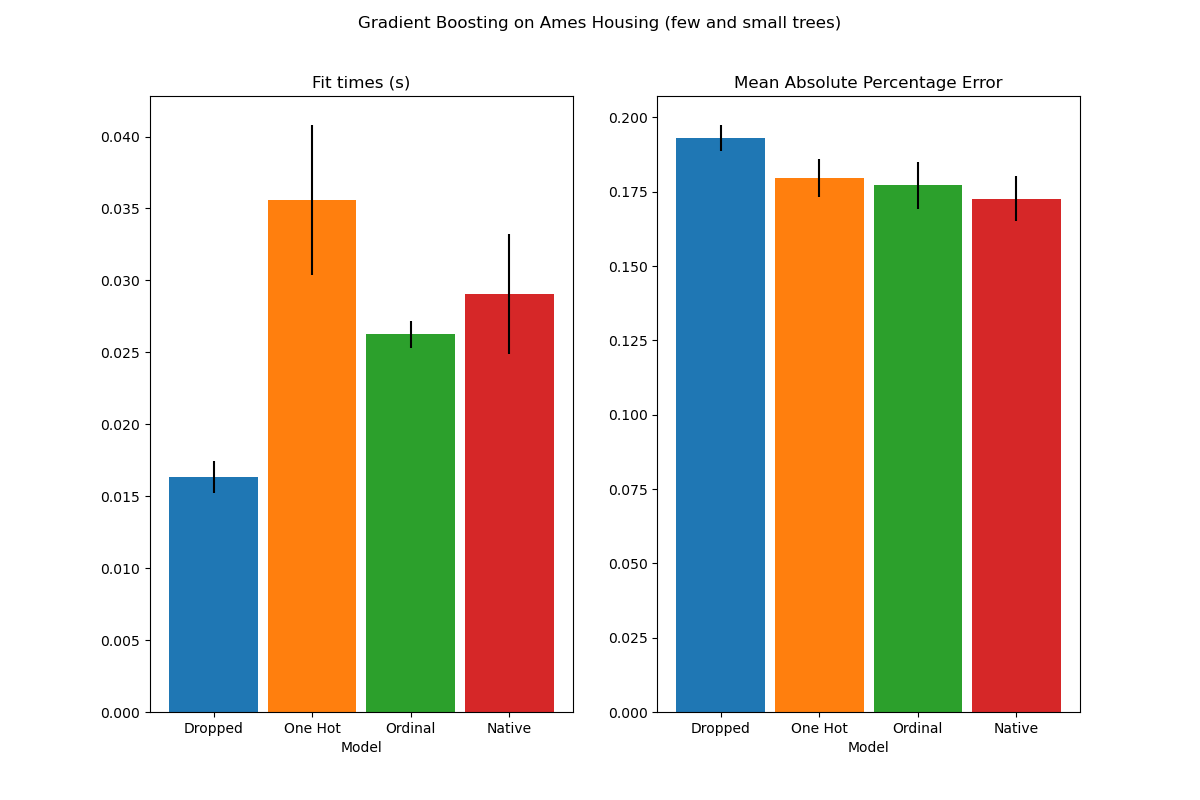 Gradient Boosting on Ames Housing (few and small trees)
Fit times (s)
0.040
0.035
0.030
0.025
0.020
0.015
0.010
0.005
0.000
Dropped One Hot Ordinal Native
Model
Mean Absolute Percentage Error
0.200
0.175
0.150
0.125
0.100
0.075
0.050
0.025
0.000
Dropped One Hot Ordinal Native
Model